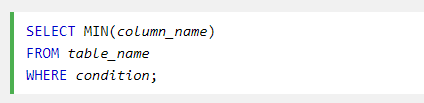 SELECT MIN(column_name)
FROM table_name
WHERE condition;